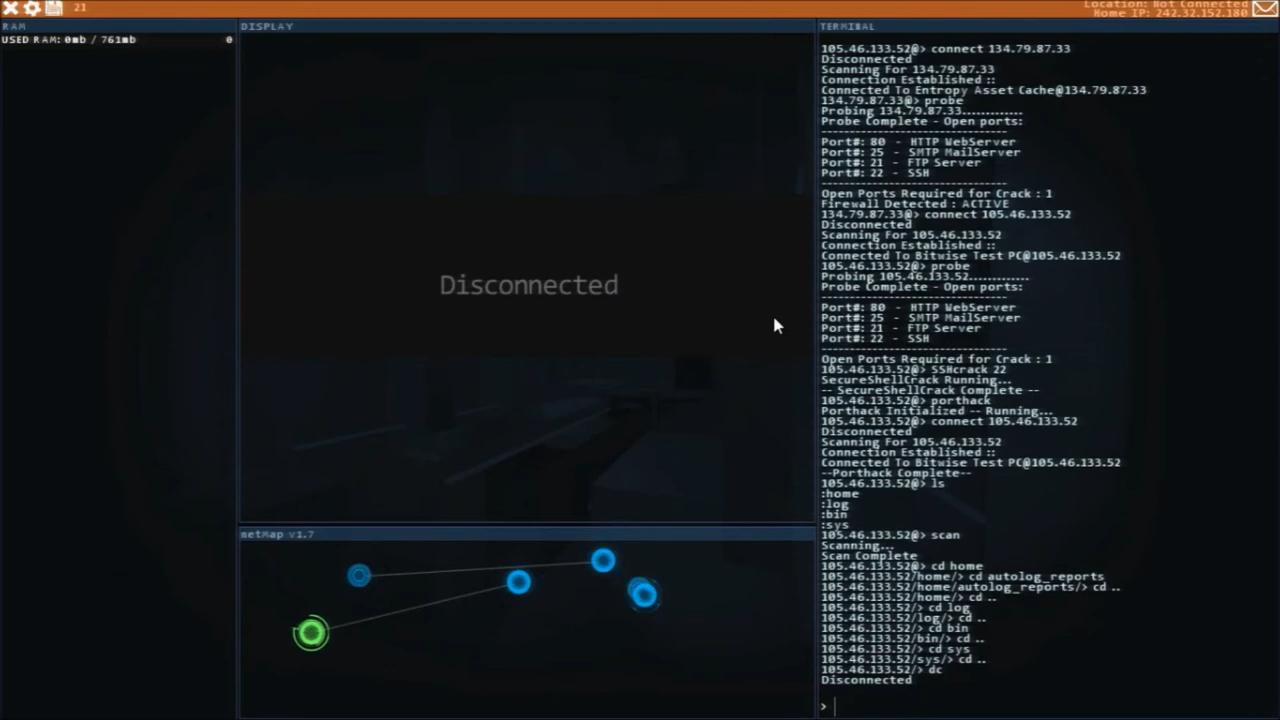 21
Location: Not Connected
Home IP: 242.32.152.180
RAM
USED RAM: 0mb / 761mb 0
DISPLAY
Disconnected
netMap v1.7
TERMINAL
105.46.133.52@> connect 134.79.87.33
Disconnected
Scanning For 134.79.87.33
Connection Established ::
Connected To Entropy Asset Cache@134.79.87.33
134.79.87.33@> probe
Probing 134.79.87.33.............
Probe Complete - Open ports:
---------------------------------
Port#: 80 - HTTP WebServer
Port#: 25 - SMTP MailServer
Port#: 21 - FTP Server
Port#: 22 - SSH
---------------------------------
Open Ports Required for Crack : 1
Firewall Detected : ACTIVE
134.79.87.33@> connect 105.46.133.52
Disconnected
Scanning For 105.46.133.52
Connection Established ::
Connected To Bitwise Test PC@105.46.133.52
105.46.133.52@> probe
Probing 105.46.133.52.............
Probe Complete - Open ports:
---------------------------------
Port#: 80 - HTTP WebServer
Port#: 25 - SMTP MailServer
Port#: 21 - FTP Server
Port#: 22 - SSH
---------------------------------
Open Ports Required for Crack : 1
105.46.133.52@> SSHcrack 22
SecureShellCrack Running...
-- SecureShellCrack Complete --
105.46.133.52@> porthack
Porthack Initialized -- Running...
105.46.133.52@> connect 105.46.133.52
Disconnected
Scanning For 105.46.133.52
Connection Established ::
Connected To Bitwise Test PC@105.46.133.52
--Porthack Complete--
105.46.133.52@> ls
:home
:log
:bin
:sys
105.46.133.52@> scan
Scanning...
Scan Complete
105.46.133.52@> cd home
105.46.133.52/home/> cd autolog_reports
105.46.133.52/home/autolog_reports/> cd ..
105.46.133.52/home/> cd ..
105.46.133.52/> cd log
105.46.133.52/log/> cd ..
105.46.133.52/> cd bin
105.46.133.52/bin/> cd ..
105.46.133.52/> cd sys
105.46.133.52/sys/> cd ..
105.46.133.52/> dc
Disconnected
>